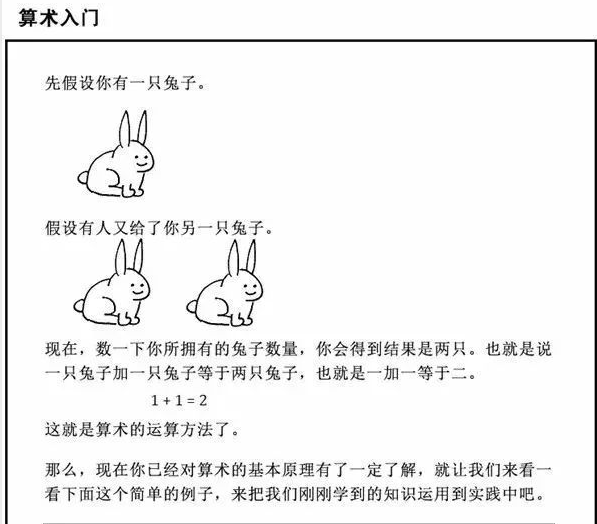 算术入门
先假设你有一只兔子。
假设有人又给了你另一只兔子。
现在，数一下你所拥有的兔子数量，你会得到结果是两只。也就是说
一只兔子加一只兔子等于两只兔子，也就是一加一等于二。
1 + 1 = 2
这就是算术的运算方法了。
那么，现在你已经对算术的基本原理有了一定了解，就让我们来看一
看下面这个简单的例子，来把我们刚刚学到的知识运用到实践中吧。